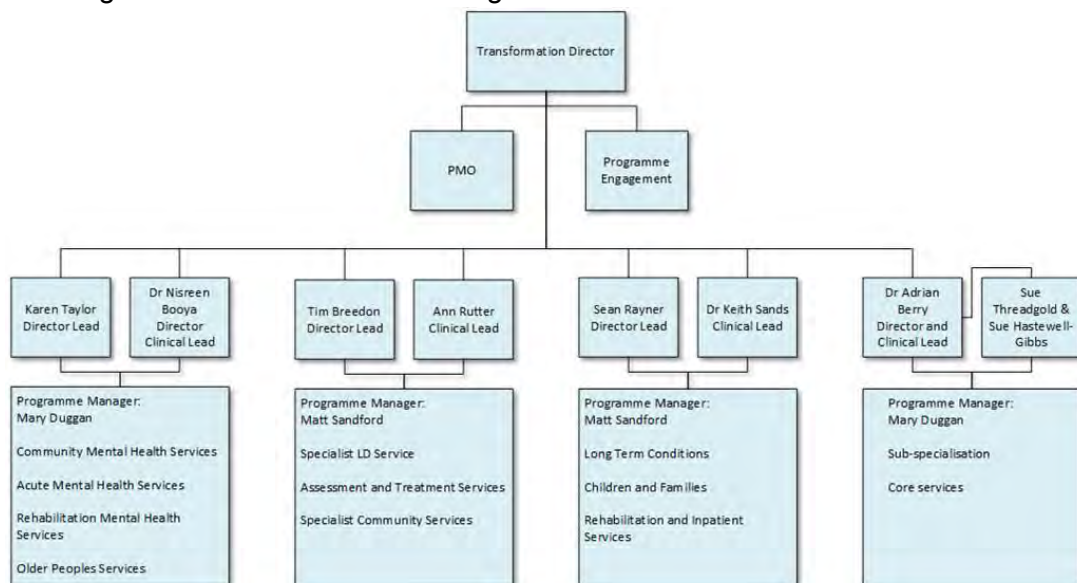 Transformation Director
PMO
Programme
Engagement
Karen Taylor
Director Lead
Dr Nisreen
Booya
Director
Clinical Lead
Tim Breedon
Director Lead
Ann Rutter
Clinical Lead
Sean Rayner
Director Lead
Dr Keith Sands
Clinical Lead
Dr Adrian
Berry
Director and
Clinical Lead
Sue
Threadgold &
Sue Hastewell-
Gibbs
Programme Manager:
Mary Duggan
Community Mental Health Services
Acute Mental Health Services
Rehabilitation Mental Health
Services
Older Peoples Services
Programme Manager:
Matt Sandford
Specialist LD Service
Assessment and Treatment Services
Specialist Community Services
Programme Manager:
Matt Sandford
Long Term Conditions
Children and Families
Rehabilitation and Inpatient
Services
Programme Manager:
Mary Duggan
Sub-specialisation
Core services